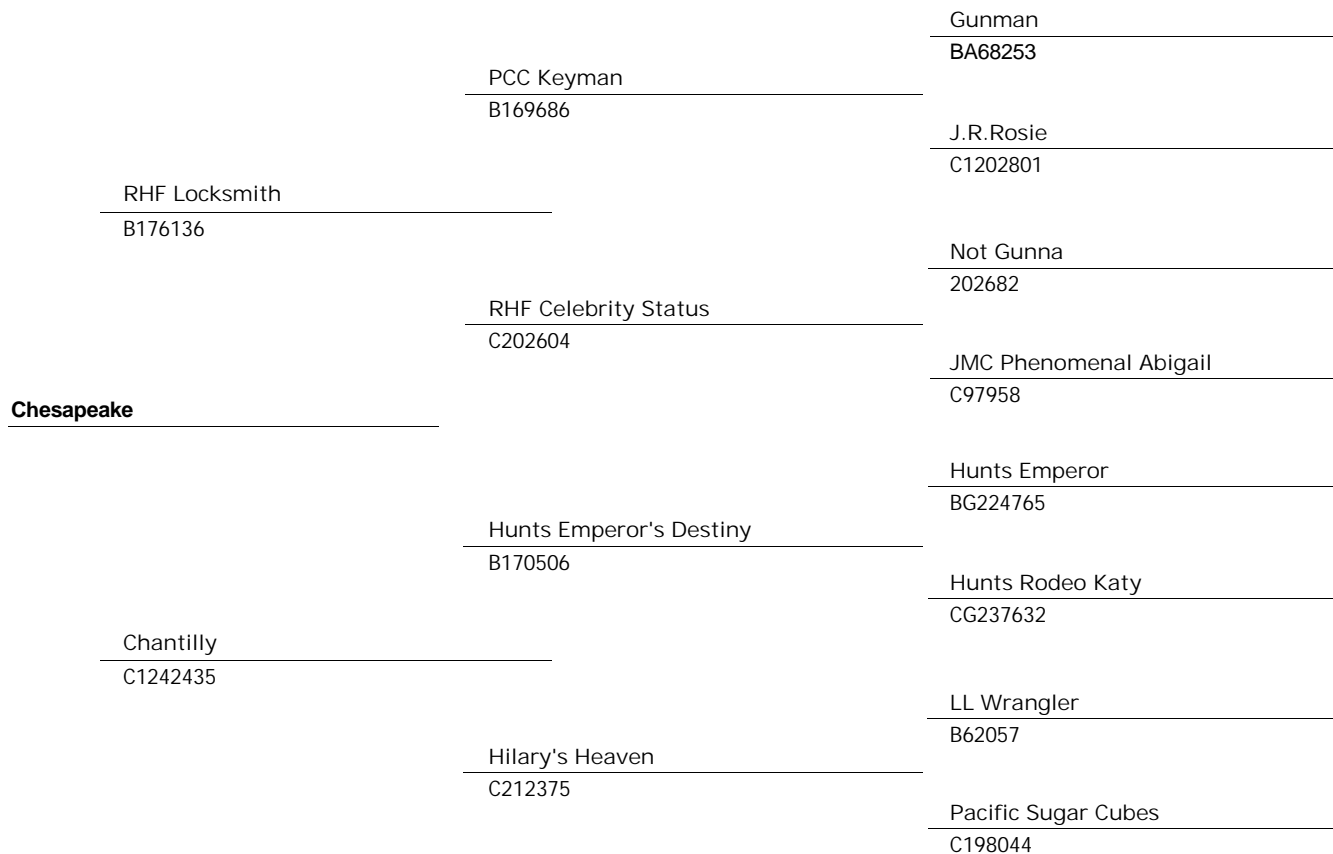 Gunman
BA68253
PCC Keyman
B169686
J.R.Rosie
C1202801
RHF Locksmith
B176136
Not Gunna
202682
RHF Celebrity Status
C202604
JMC Phenomenal Abigail
C97958
Chesapeake
Hunts Emperor
BG224765
Hunts Emperor's Destiny
B170506
Hunts Rodeo Katy
CG237632
Chantilly
C1242435
LL Wrangler
B62057
Hilary's Heaven
C212375
Pacific Sugar Cubes
C198044